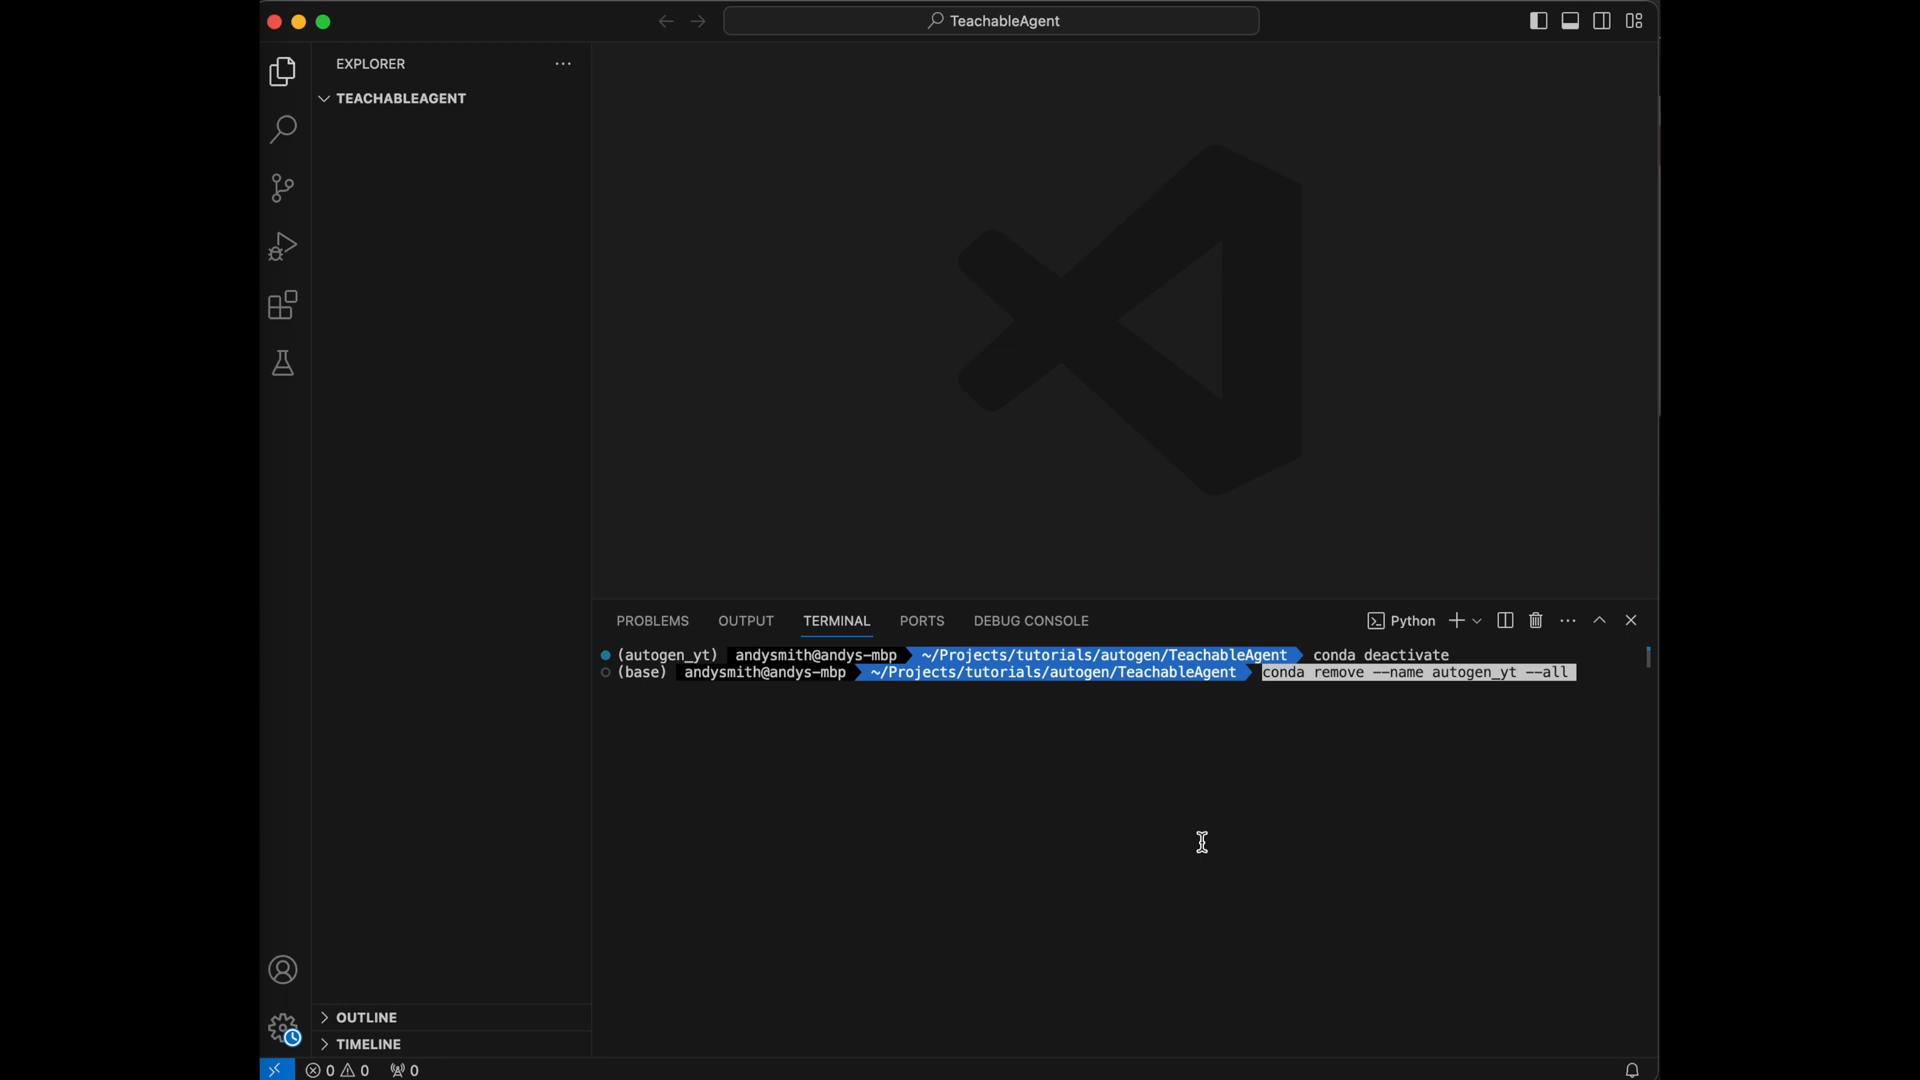 TeachableAgent
EXPLORER
TEACHABLEAGENT
PROBLEMS OUTPUT TERMINAL PORTS DEBUG CONSOLE Python
(autogen_yt) andysmith@andys-mbp ~/Projects/tutorials/autogen/TeachableAgent conda deactivate
(base) andysmith@andys-mbp ~/Projects/tutorials/autogen/TeachableAgent conda remove --name autogen_yt --all
OUTLINE
TIMELINE
0 0 0